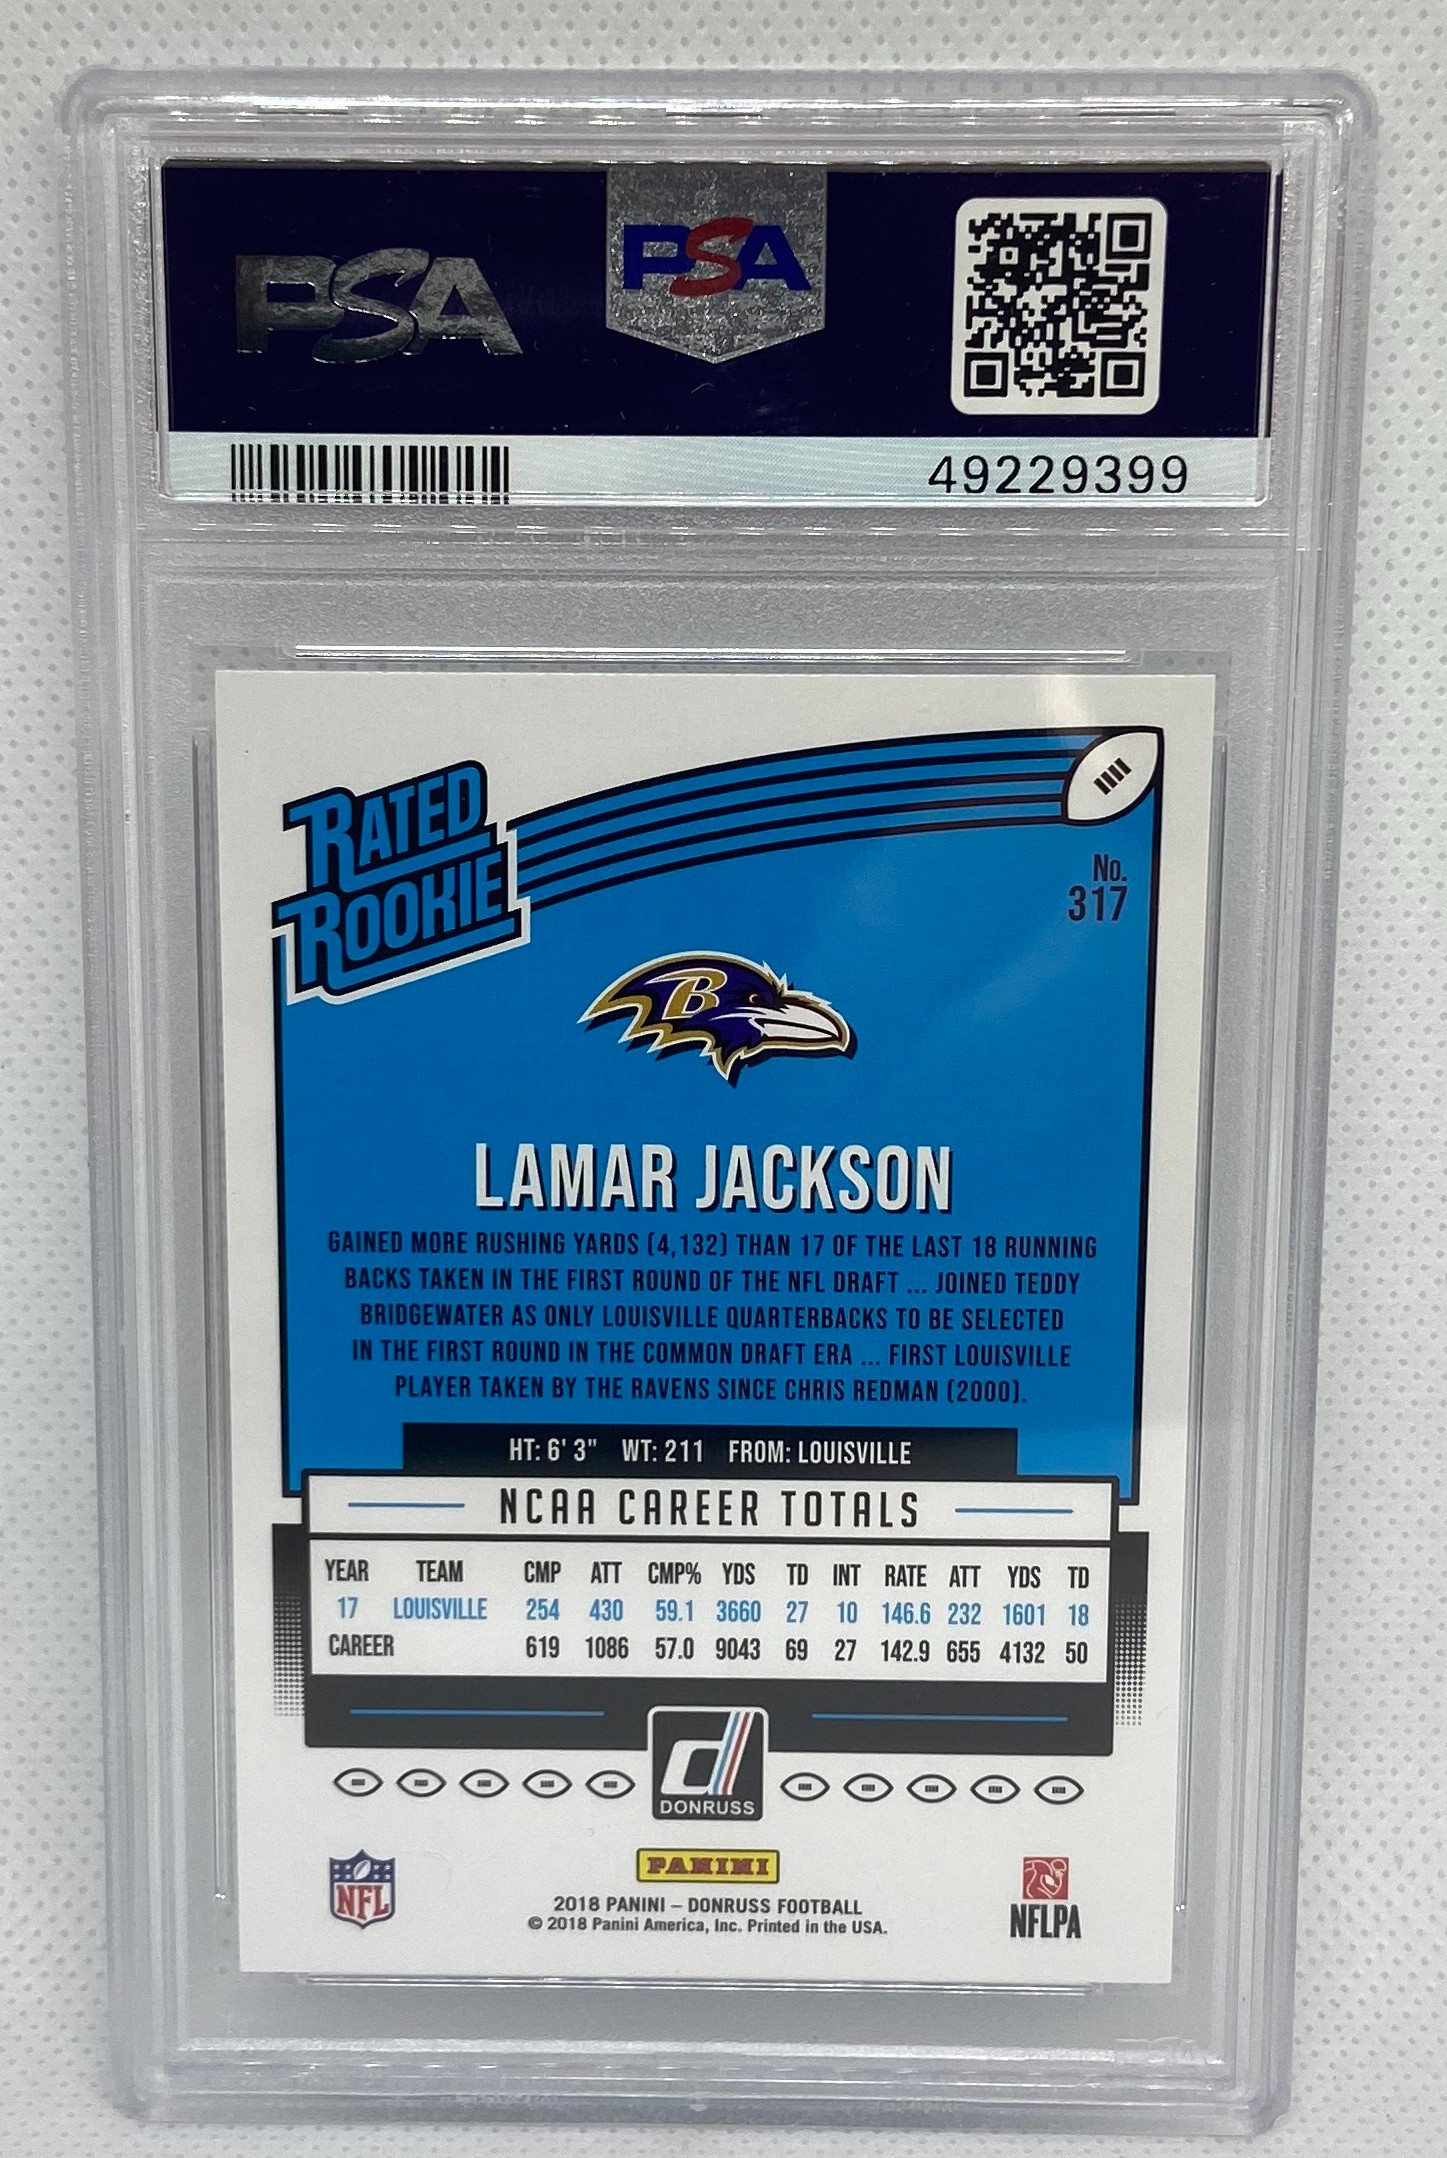 PSA
PSA
49229399
RATED
ROOKIE
No.
317
B
LAMAR JACKSON
GAINED MORE RUSHING YARDS (4,132) THAN 17 OF THE LAST 18 RUNNING
BACKS TAKEN IN THE FIRST ROUND OF THE NFL DRAFT ... JOINED TEDDY
BRIDGEWATER AS ONLY LOUISVILLE QUARTERBACKS TO BE SELECTED
IN THE FIRST ROUND IN THE COMMON DRAFT ERA ... FIRST LOUISVILLE
PLAYER TAKEN BY THE RAVENS SINCE CHRIS REDMAN (2000).
HT: 6' 3" WT: 211 FROM: LOUISVILLE
NCAA CAREER TOTALS
YEAR TEAM CMP ATT CMP% YDS TD INT RATE ATT YDS TD
17 LOUISVILLE 254 430 59.1 3660 27 10 146.6 232 1601 18
CAREER 619 1086 57.0 9043 69 27 142.9 655 4132 50
d
DONRUSS
NFL
PANINI
2018 PANINI – DONRUSS FOOTBALL
© 2018 Panini America, Inc. Printed in the USA.
NFLPA